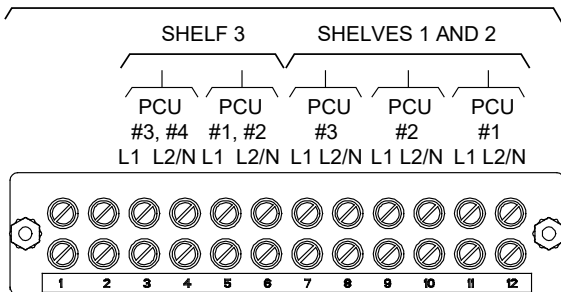 SHELF 3 SHELVES 1 AND 2
PCU PCU PCU PCU PCU
#3, #4 #1, #2 #3 #2 #1
L1 L2/N L1 L2/N L1 L2/N L1 L2/N L1 L2/N
1 2 3 4 5 6 7 8 9 10 11 12